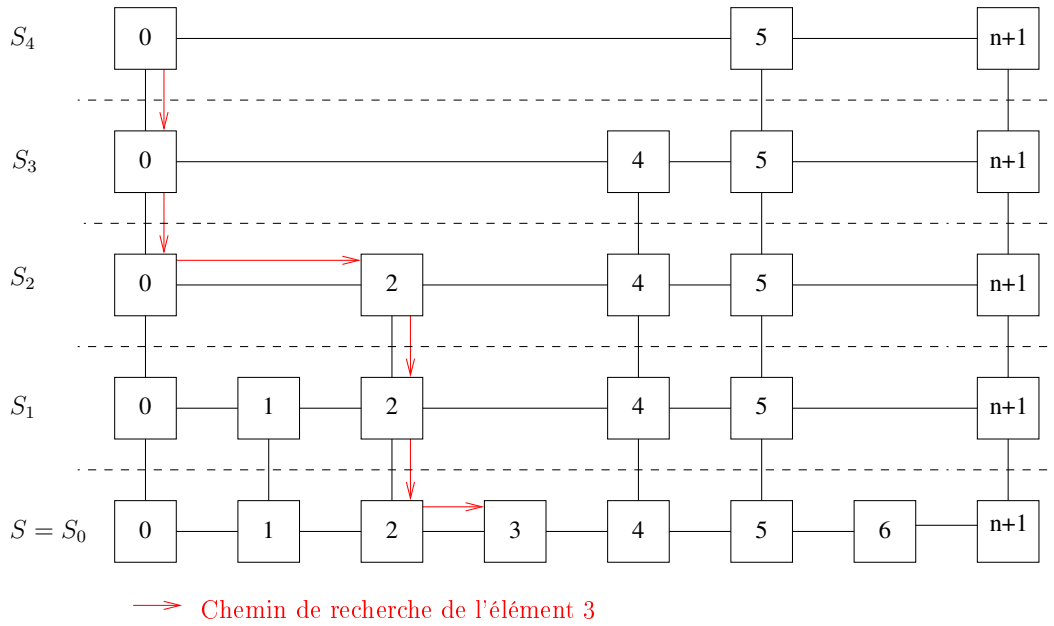 S₄ 0 5 n+1
S₃ 0 4 5 n+1
S₂ 0 2 4 5 n+1
S₁ 0 1 2 4 5 n+1
S = S₀ 0 1 2 3 4 5 6 n+1
Chemin de recherche de l'élément 3